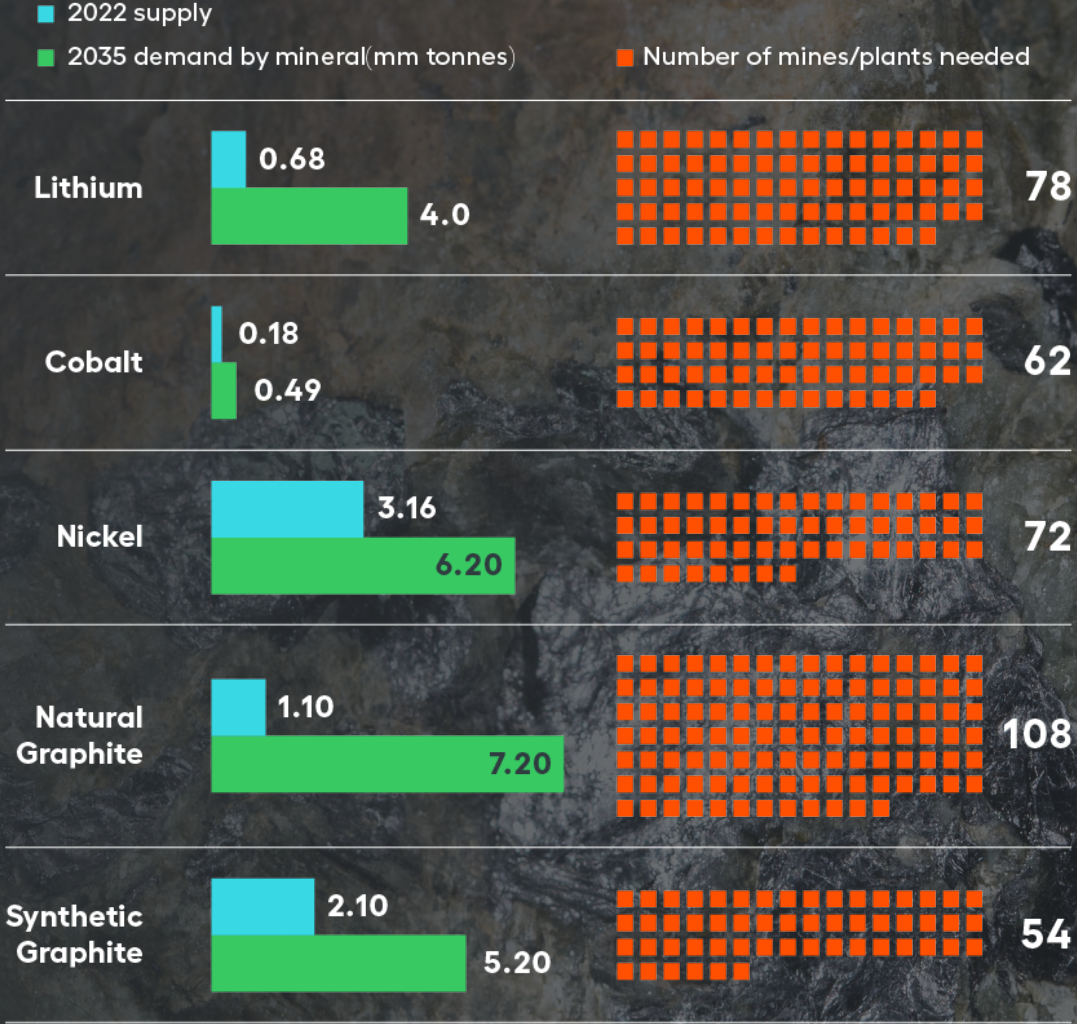 2022 supply
2035 demand by mineral(mm tonnes)
Number of mines/plants needed
Lithium
0.68
4.0
78
Cobalt
0.18
0.49
62
Nickel
3.16
6.20
72
Natural
Graphite
1.10
7.20
108
Synthetic
Graphite
2.10
5.20
54